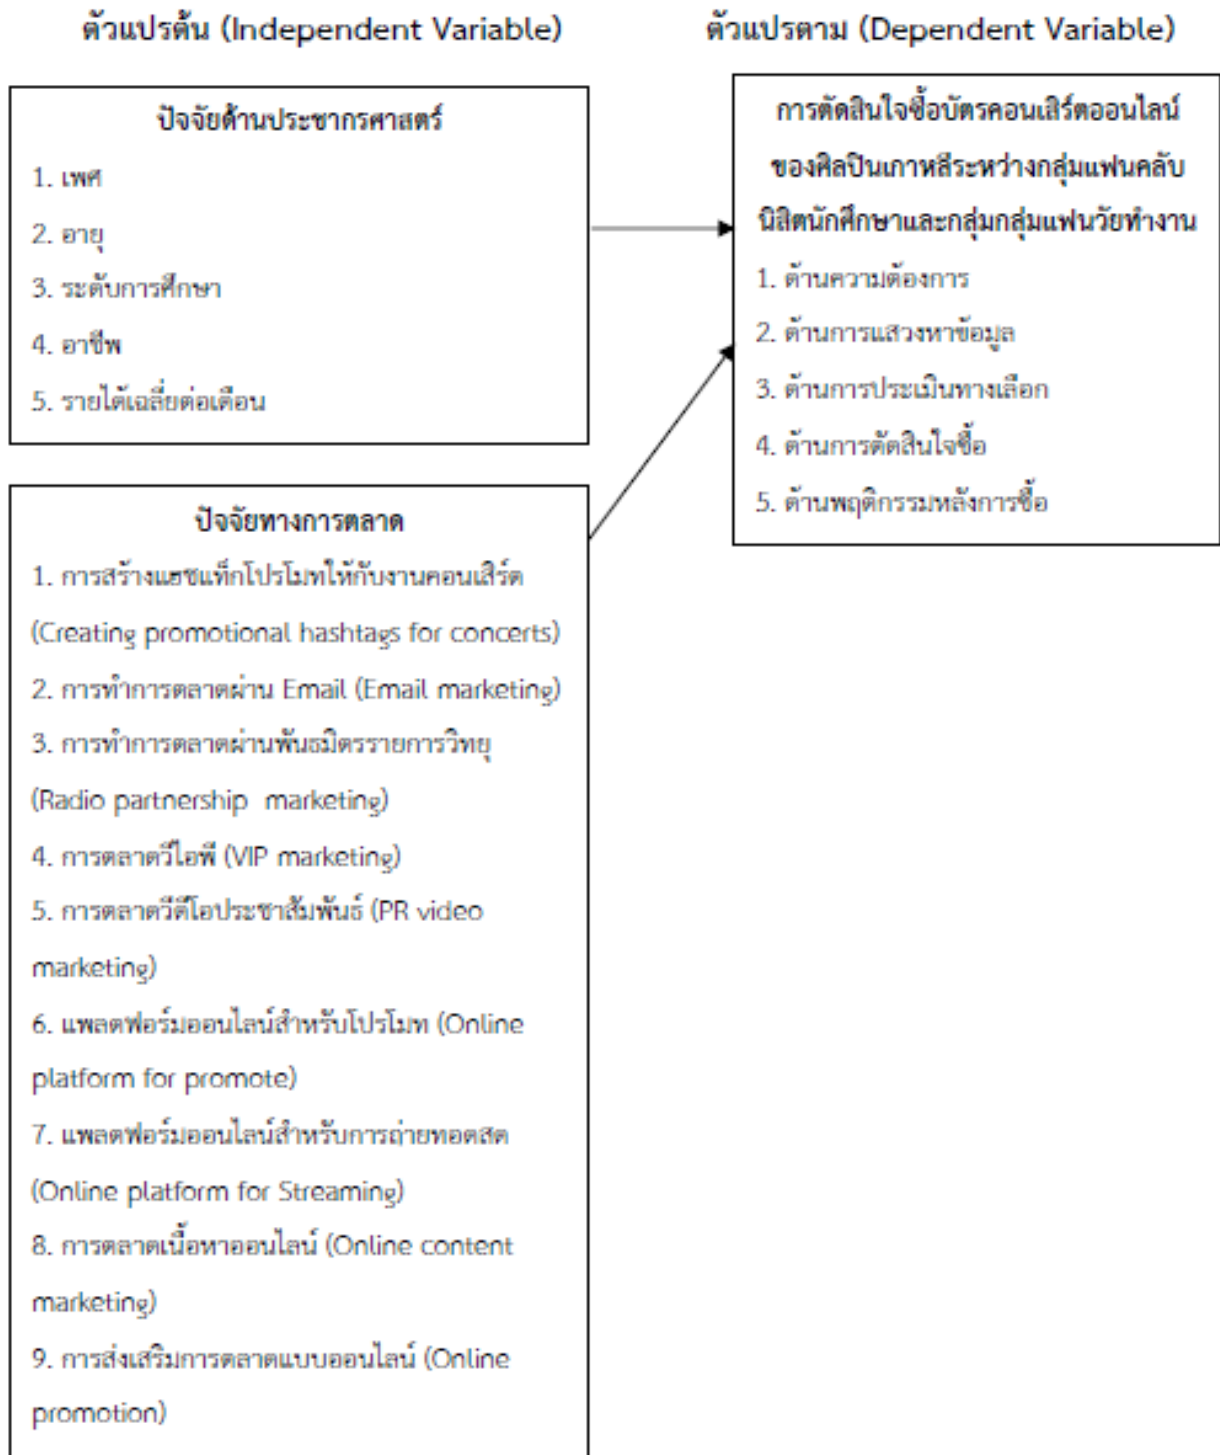 ตัวแปรต้น (Independent Variable)
ตัวแปรตาม (Dependent Variable)
ปัจจัยด้านประชากรศาสตร์
1. เพศ
2. อายุ
3. ระดับการศึกษา
4. อาชีพ
5. รายได้เฉลี่ยต่อเดือน
การตัดสินใจซื้อบัตรคอนเสิร์ตออนไลน์
ของศิลปินเกาหลีระหว่างกลุ่มแฟนคลับ
นิสิตนักศึกษาและกลุ่มกลุ่มแฟนวัยทำงาน
1. ด้านความต้องการ
2. ด้านการแสวงหาข้อมูล
3. ด้านการประเมินทางเลือก
4. ด้านการตัดสินใจซื้อ
5. ด้านพฤติกรรมหลังการซื้อ
ปัจจัยทางการตลาด
1. การสร้างแฮชแท็กโปรโมทให้กับงานคอนเสิร์ต
(Creating promotional hashtags for concerts)
2. การทำการตลาดผ่าน Email (Email marketing)
3. การทำการตลาดผ่านพันธมิตรรายการวิทยุ
(Radio partnership marketing)
4. การตลาดวีไอพี (VIP marketing)
5. การตลาดวีดีโอประชาสัมพันธ์ (PR video
marketing)
6. แพลตฟอร์มออนไลน์สำหรับโปรโมท (Online
platform for promote)
7. แพลตฟอร์มออนไลน์สำหรับการถ่ายทอดสด
(Online platform for Streaming)
8. การตลาดเนื้อหาออนไลน์ (Online content
marketing)
9. การส่งเสริมการตลาดแบบออนไลน์ (Online
promotion)